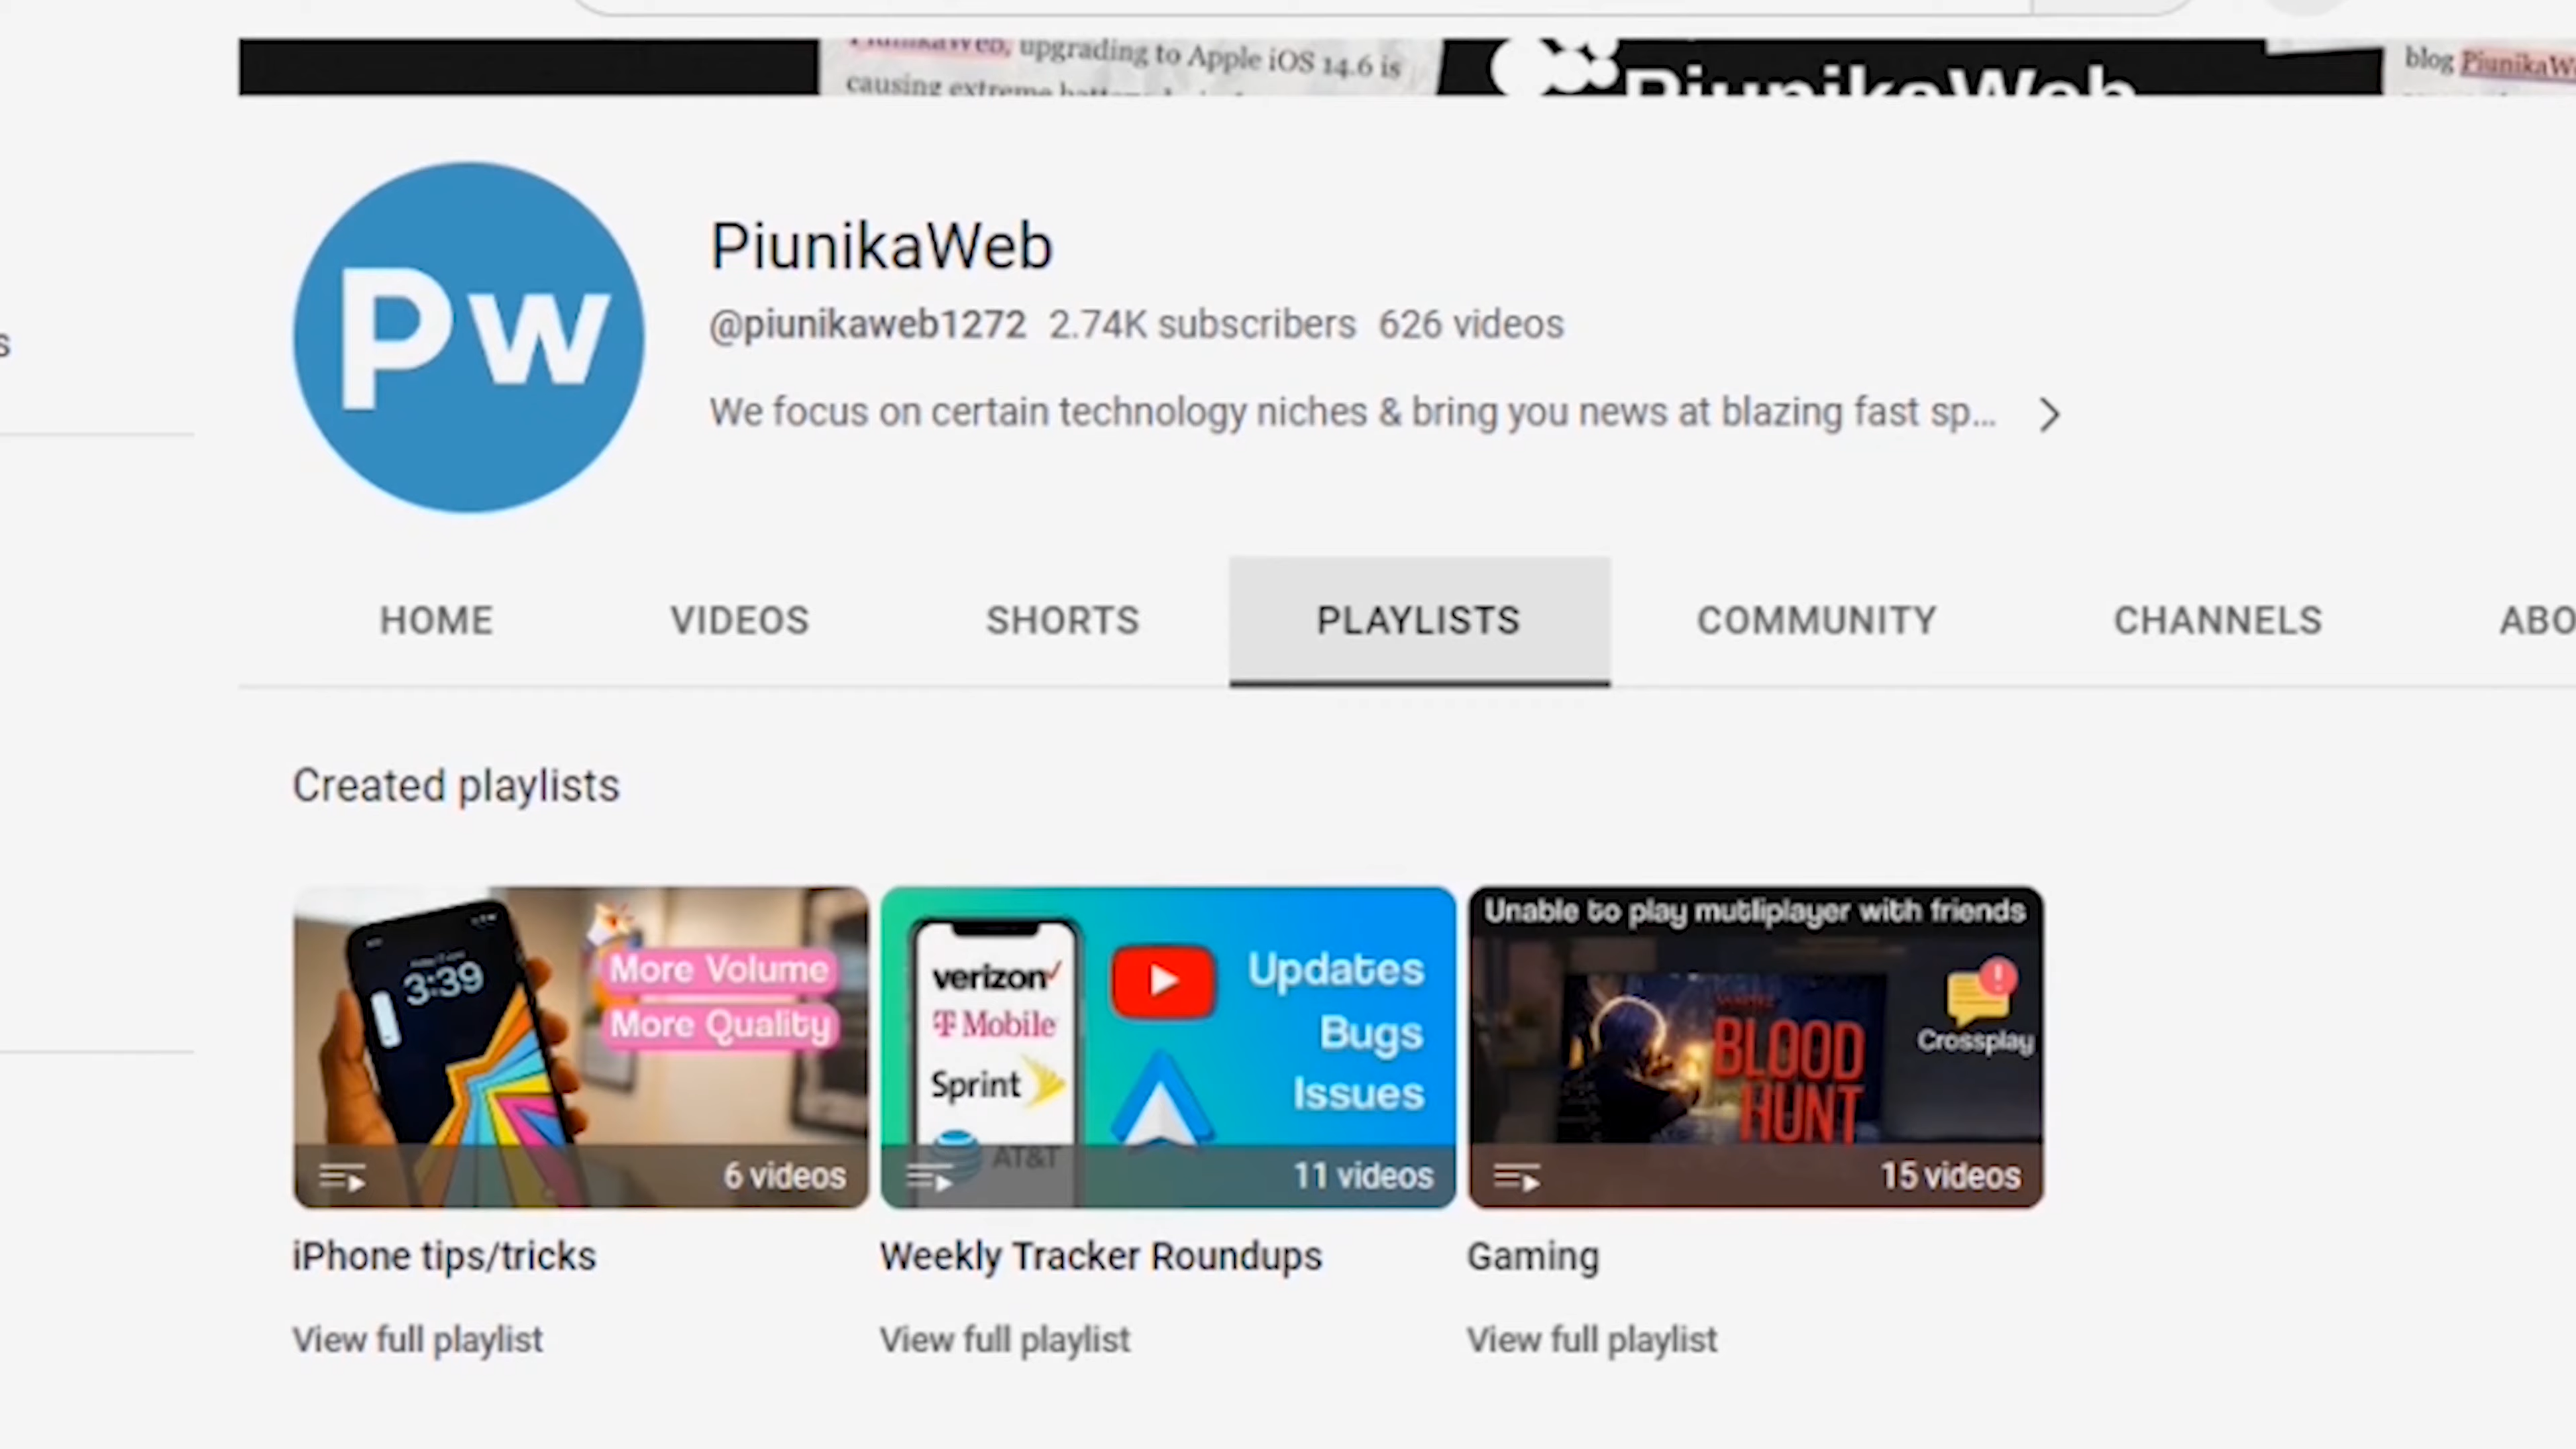 PiunikaWeb, upgrading to Apple iOS 14.6 is
causing extreme
PiunikaWeb
blog
Pw
PiunikaWeb
@piunikaweb1272 2.74K subscribers 626 videos
We focus on certain technology niches & bring you news at blazing fast sp...
HOME VIDEOS SHORTS PLAYLISTS COMMUNITY CHANNELS
Created playlists
3:39
More Volume
More Quality
6 videos
verizon
T Mobile
Sprint
AT&T
Updates
Bugs
Issues
11 videos
Unable to play mutliplayer with friends
BLOOD
HUNT
Crossplay
15 videos
iPhone tips/tricks
Weekly Tracker Roundups
Gaming
View full playlist
View full playlist
View full playlist